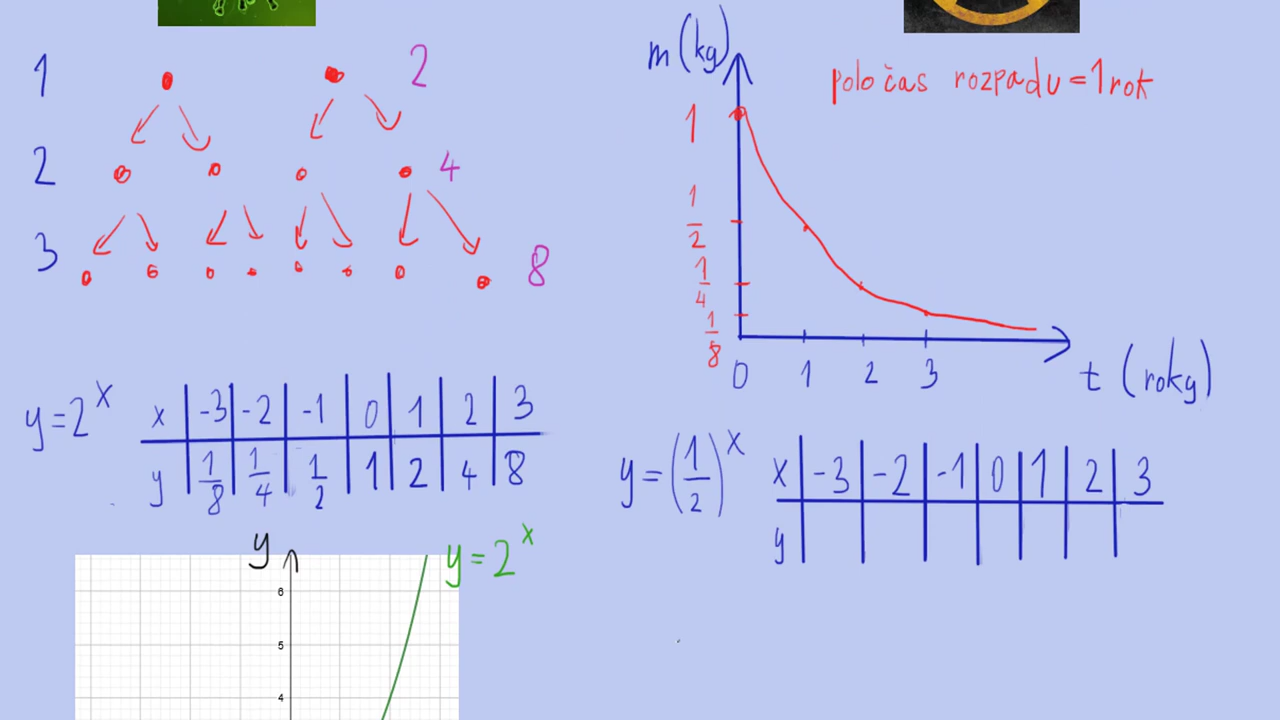 1 2
2 4
3 8
y=2^x
x -3 -2 -1 0 1 2 3
y 1/8 1/4 1/2 1 2 4 8
y
y=2^x
6
5
4
m (kg)
poločas rozpadu=1rok
1
1/2
1/4
1/8
0 1 2 3
t (roky)
y=(1/2)^x
x -3 -2 -1 0 1 2 3
y